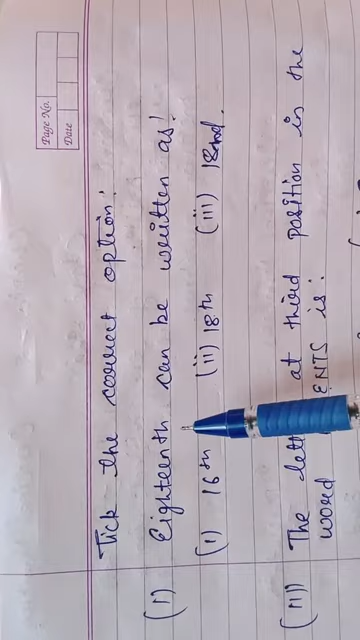 Page No.
Date
Tick the correct option:
(i) Eighteenth can be written as:
(i) 16th (ii) 18th (iii) 18nd.
(ii) The at third position in the
word ENTS is: